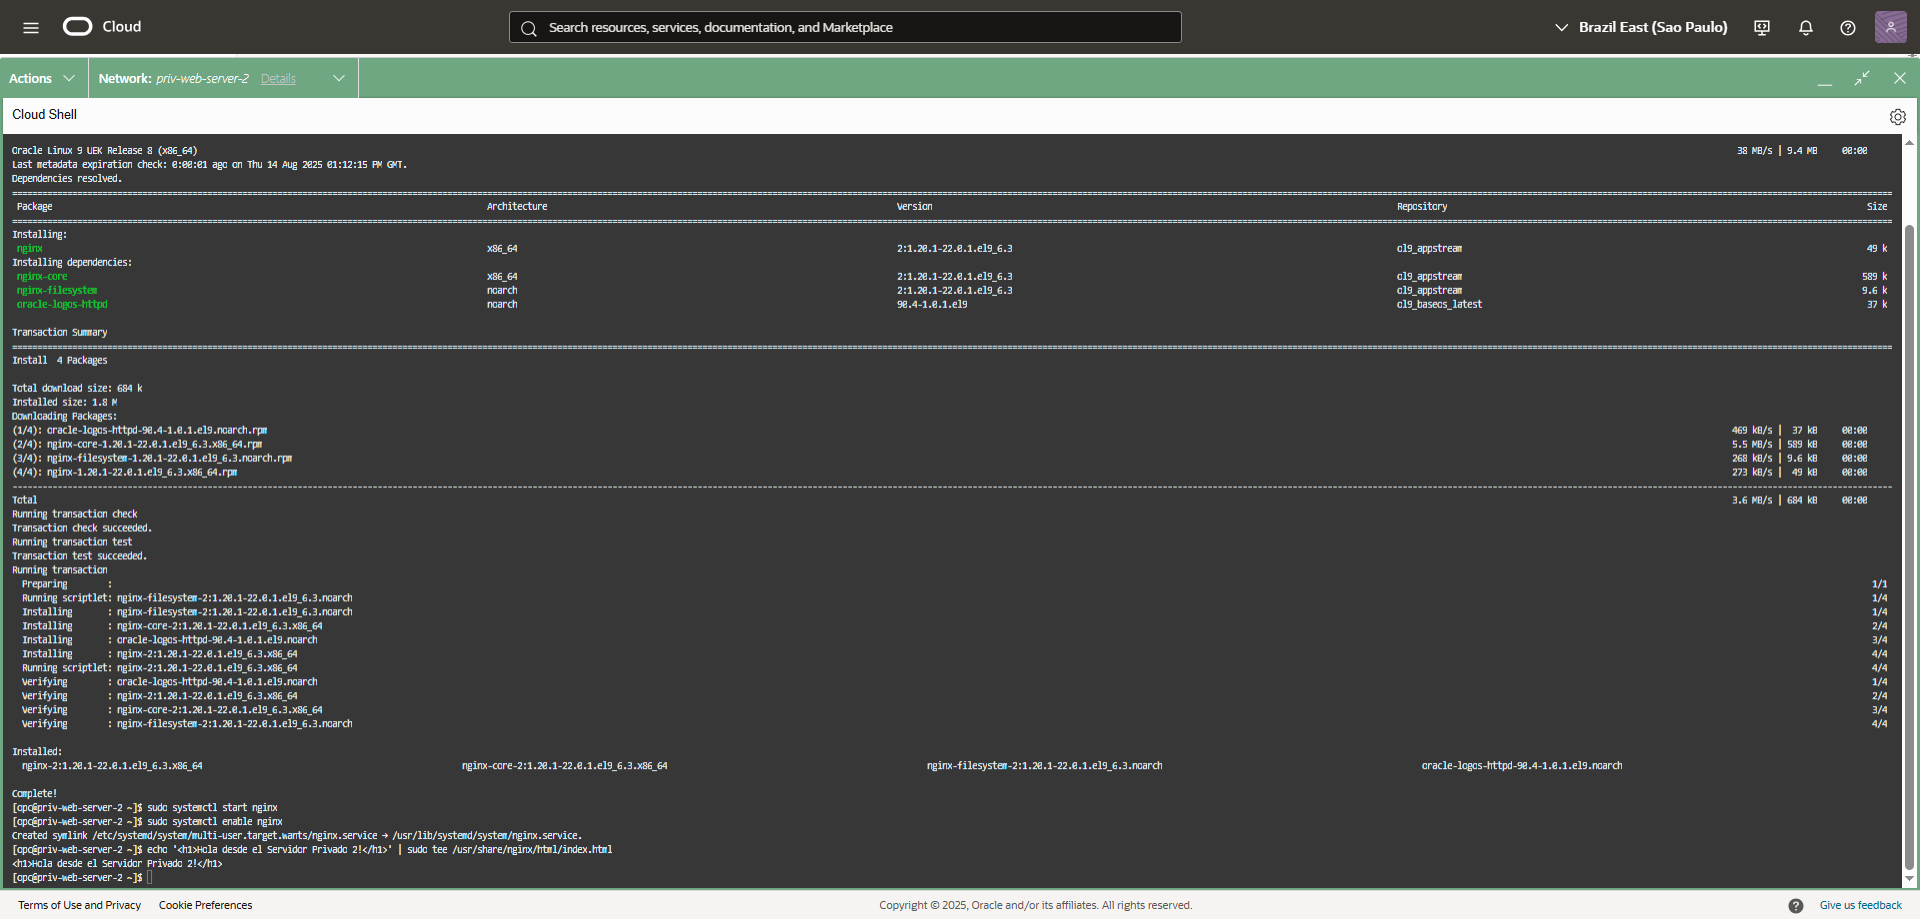 Cloud
Search resources, services, documentation, and Marketplace
Brazil East (Sao Paulo)
Actions
Network: priv-web-server-2 Details
Cloud Shell
Oracle Linux 9 UEK Release 8 (x86_64) 38 MB/s | 9.4 MB 00:00
Last metadata expiration check: 0:00:01 ago on Thu 14 Aug 2025 01:12:15 PM GMT.
Dependencies resolved.
Package Architecture Version Repository Size
Installing:
nginx x86_64 2:1.20.1-22.0.1.el9_6.3 ol9_appstream 49 k
Installing dependencies:
nginx-core x86_64 2:1.20.1-22.0.1.el9_6.3 ol9_appstream 589 k
nginx-filesystem noarch 2:1.20.1-22.0.1.el9_6.3 ol9_appstream 9.6 k
oracle-logos-httpd noarch 90.4-1.0.1.el9 ol9_baseos_latest 37 k
Transaction Summary
Install  4 Packages
Total download size: 684 k
Installed size: 1.8 M
Downloading Packages:
(1/4): oracle-logos-httpd-90.4-1.0.1.el9.noarch.rpm 469 kB/s | 37 kB 00:00
(2/4): nginx-core-1.20.1-22.0.1.el9_6.3.x86_64.rpm 5.5 MB/s | 589 kB 00:00
(3/4): nginx-filesystem-1.20.1-22.0.1.el9_6.3.noarch.rpm 268 kB/s | 9.6 kB 00:00
(4/4): nginx-1.20.1-22.0.1.el9_6.3.x86_64.rpm 273 kB/s | 49 kB 00:00
Total 3.6 MB/s | 684 kB 00:00
Running transaction check
Transaction check succeeded.
Running transaction test
Transaction test succeeded.
Running transaction
Preparing : 1/1
Running scriptlet: nginx-filesystem-2:1.20.1-22.0.1.el9_6.3.noarch 1/4
Installing : nginx-filesystem-2:1.20.1-22.0.1.el9_6.3.noarch 1/4
Installing : nginx-core-2:1.20.1-22.0.1.el9_6.3.x86_64 2/4
Installing : oracle-logos-httpd-90.4-1.0.1.el9.noarch 3/4
Installing : nginx-2:1.20.1-22.0.1.el9_6.3.x86_64 4/4
Running scriptlet: nginx-2:1.20.1-22.0.1.el9_6.3.x86_64 4/4
Verifying : oracle-logos-httpd-90.4-1.0.1.el9.noarch 1/4
Verifying : nginx-2:1.20.1-22.0.1.el9_6.3.x86_64 2/4
Verifying : nginx-core-2:1.20.1-22.0.1.el9_6.3.x86_64 3/4
Verifying : nginx-filesystem-2:1.20.1-22.0.1.el9_6.3.noarch 4/4
Installed:
nginx-2:1.20.1-22.0.1.el9_6.3.x86_64 nginx-core-2:1.20.1-22.0.1.el9_6.3.x86_64 nginx-filesystem-2:1.20.1-22.0.1.el9_6.3.noarch oracle-logos-httpd-90.4-1.0.1.el9.noarch
Complete!
[opc@priv-web-server-2 ~]$ sudo systemctl start nginx
[opc@priv-web-server-2 ~]$ sudo systemctl enable nginx
Created symlink /etc/systemd/system/multi-user.target.wants/nginx.service → /usr/lib/systemd/system/nginx.service.
[opc@priv-web-server-2 ~]$ echo '<h1>Hola desde el Servidor Privado 2!</h1>' | sudo tee /usr/share/nginx/html/index.html
<h1>Hola desde el Servidor Privado 2!</h1>
[opc@priv-web-server-2 ~]$
Terms of Use and Privacy Cookie Preferences Copyright © 2025, Oracle and/or its affiliates. All rights reserved. Give us feedback